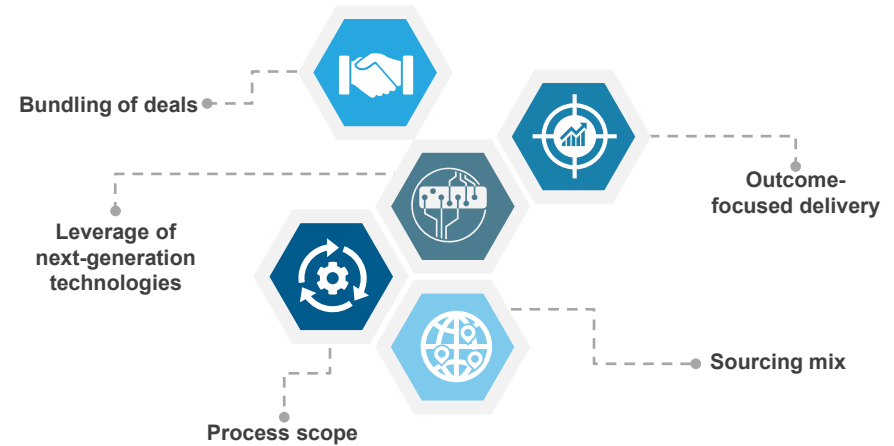 Bundling of deals
Outcome-
focused delivery
Leverage of
next-generation
technologies
Sourcing mix
Process scope